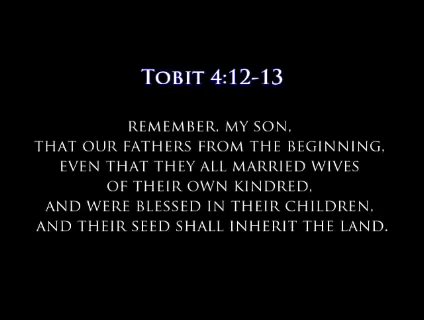 TOBIT 4:12-13
REMEMBER, MY SON,
THAT OUR FATHERS FROM THE BEGINNING,
EVEN THAT THEY ALL MARRIED WIVES
OF THEIR OWN KINDRED,
AND WERE BLESSED IN THEIR CHILDREN,
AND THEIR SEED SHALL INHERIT THE LAND.